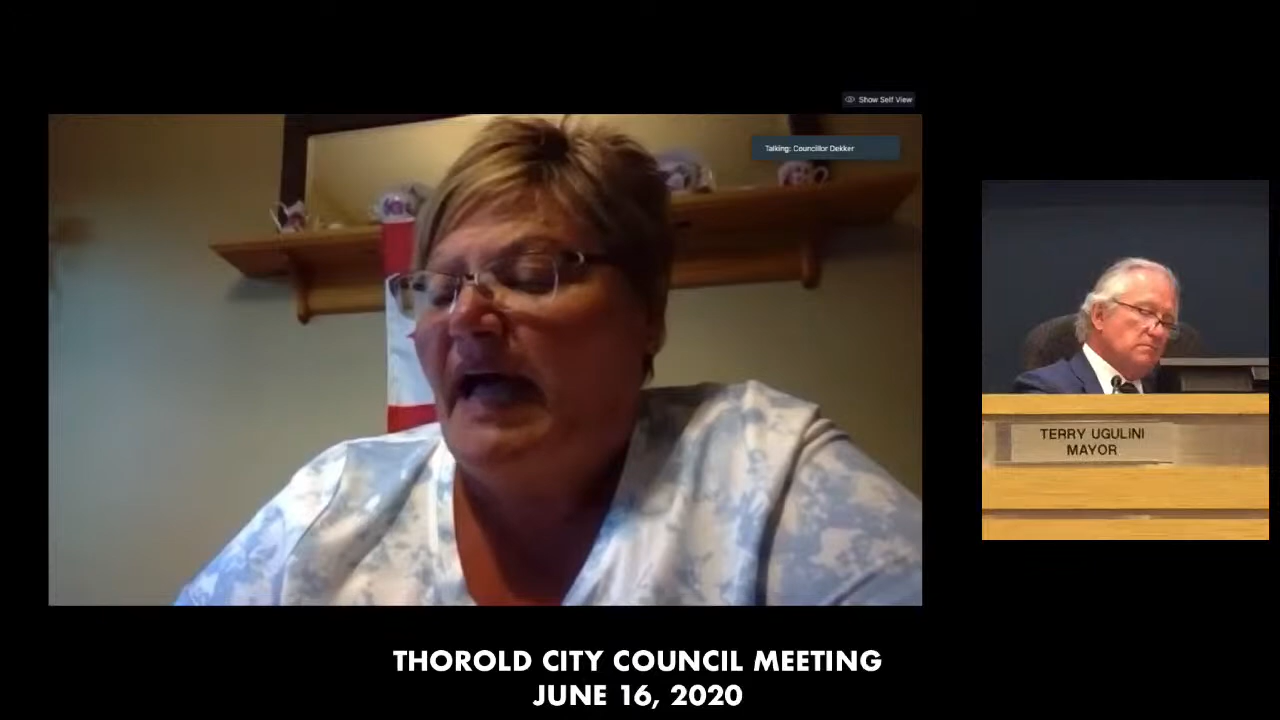 Show Self View
Talking: Councillor Dekker
TERRY UGULINI
MAYOR
THOROLD CITY COUNCIL MEETING
JUNE 16, 2020